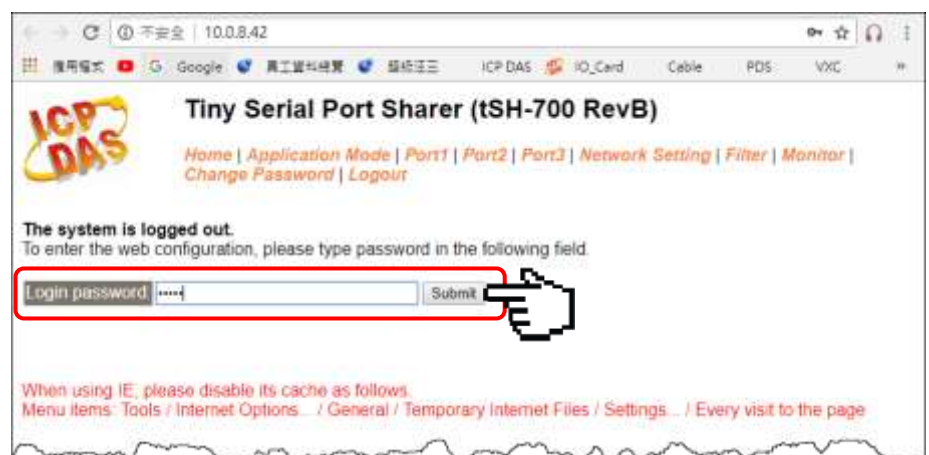 不安全 | 10.0.8.42
應用程式 G Google ICP DAS IO_Card Cable PDS VXC »
ICP DAS
Tiny Serial Port Sharer (tSH-700 RevB)
Home | Application Mode | Port1 | Port2 | Port3 | Network Setting | Filter | Monitor |
Change Password | Logout
The system is logged out.
To enter the web configuration, please type password in the following field.
Login password ••••• Submit
When using IE, please disable its cache as follows.
Menu items: Tools / Internet Options... / General / Temporary Internet Files / Settings... / Every visit to the page